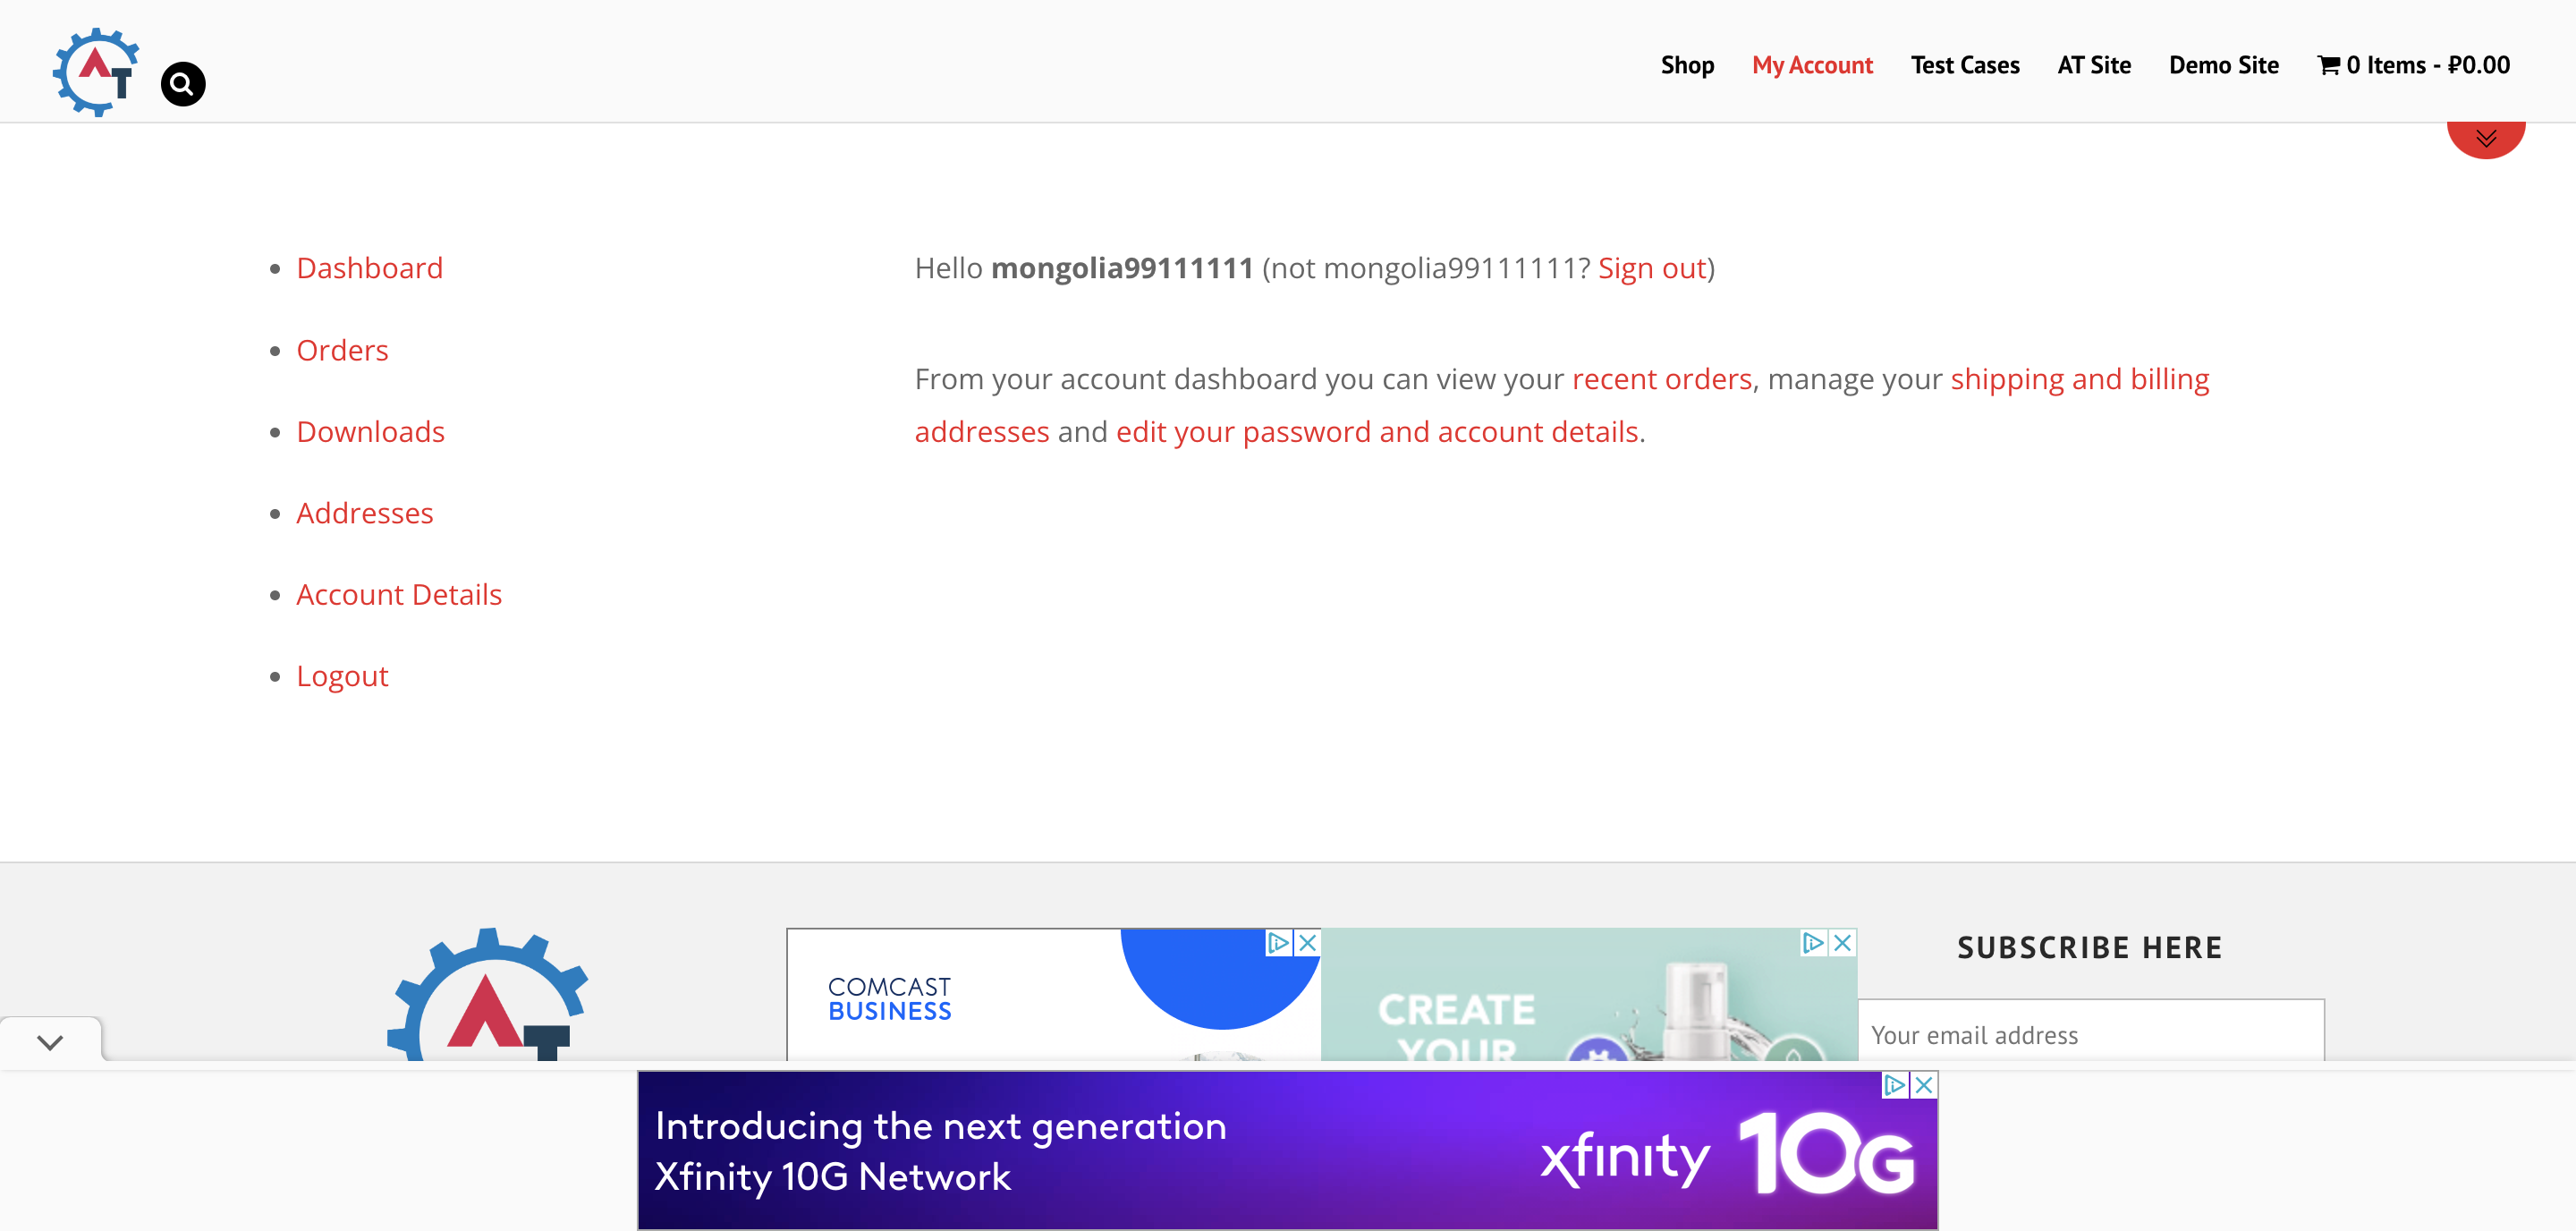 AT
Shop My Account Test Cases AT Site Demo Site 0 Items - ₽0.00
Dashboard
Orders
Downloads
Addresses
Account Details
Logout
Hello mongolia99111111 (not mongolia99111111? Sign out)
From your account dashboard you can view your recent orders, manage your shipping and billing
addresses and edit your password and account details.
AT
COMCAST
BUSINESS
CREATE
YOUR
SUBSCRIBE HERE
Your email address
Introducing the next generation
Xfinity 10G Network
xfinity 10G